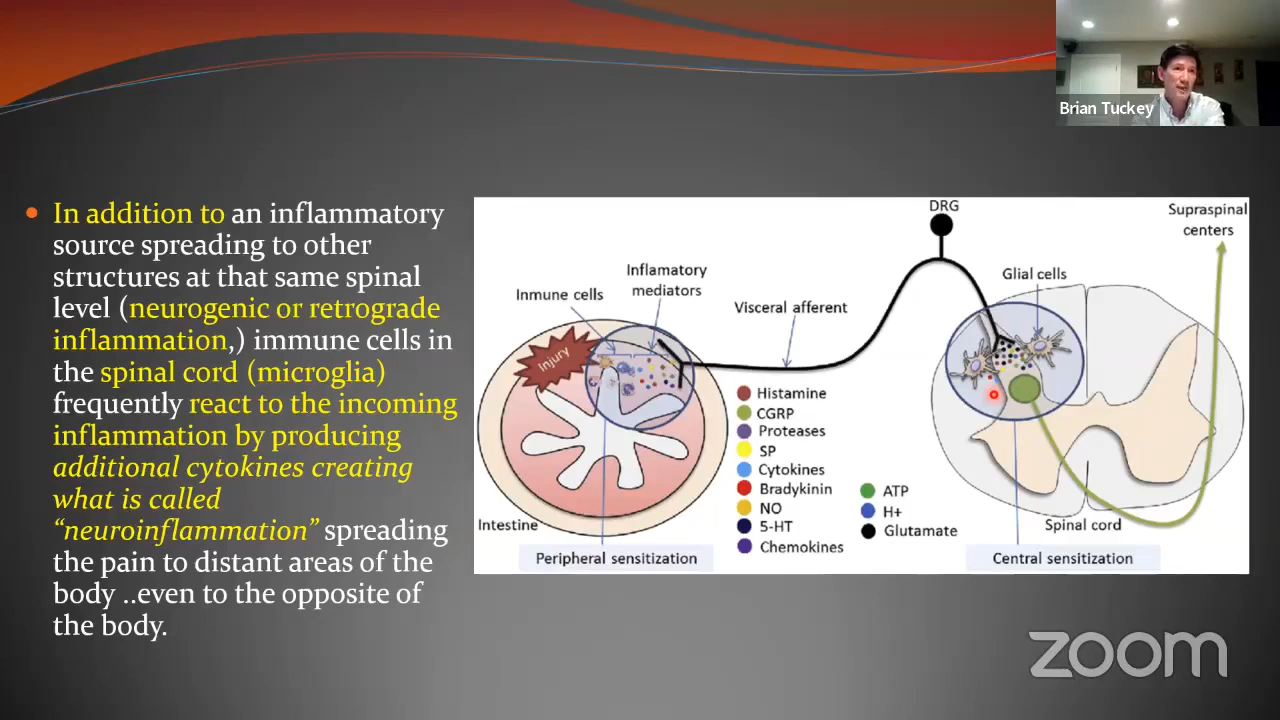 Brian Tuckey
In addition to an inflammatory
source spreading to other
structures at that same spinal
level (neurogenic or retrograde
inflammation,) immune cells in
the spinal cord (microglia)
frequently react to the incoming
inflammation by producing
additional cytokines creating
what is called
“neuroinflammation” spreading
the pain to distant areas of the
body ..even to the opposite of
the body.
DRG
Supraspinal
centers
Inflamatory
mediators
Glial cells
Inmune cells
Visceral afferent
Injury
Histamine
CGRP
Proteases
SP
Cytokines
Bradykinin
NO
5-HT
Chemokines
ATP
H+
Glutamate
Intestine
Spinal cord
Peripheral sensitization
Central sensitization
zoom